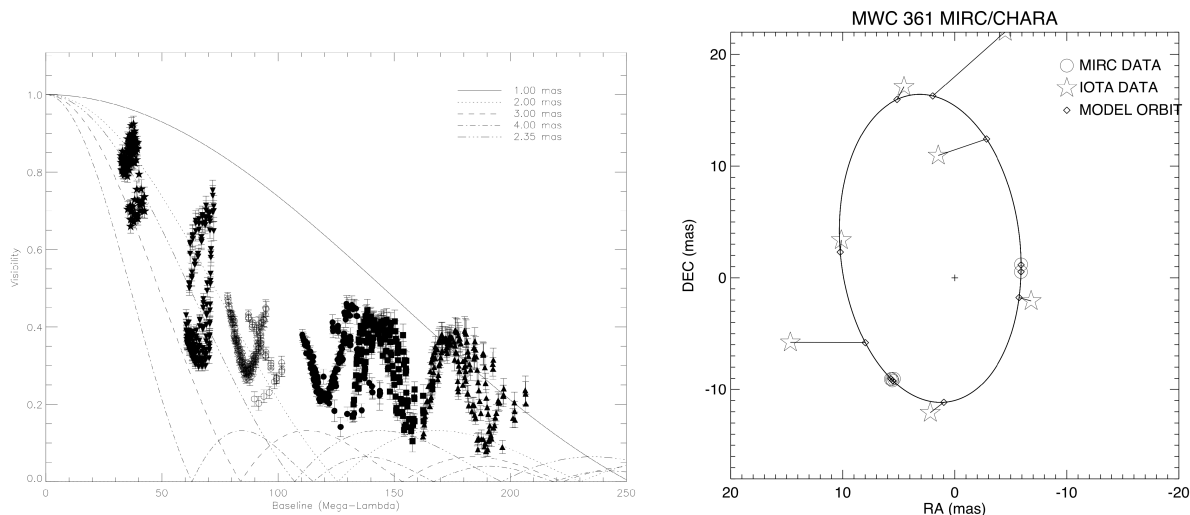 1.0
0.8
0.6
0.4
0.2
0.0
Visibility
0
50
100
150
200
250
Baseline (Mega-Lambda)
1.00 mas
2.00 mas
3.00 mas
4.00 mas
2.35 mas
MWC 361 MIRC/CHARA
MIRC DATA
IOTA DATA
MODEL ORBIT
20
10
0
-10
DEC (mas)
20
10
0
-10
-20
RA (mas)